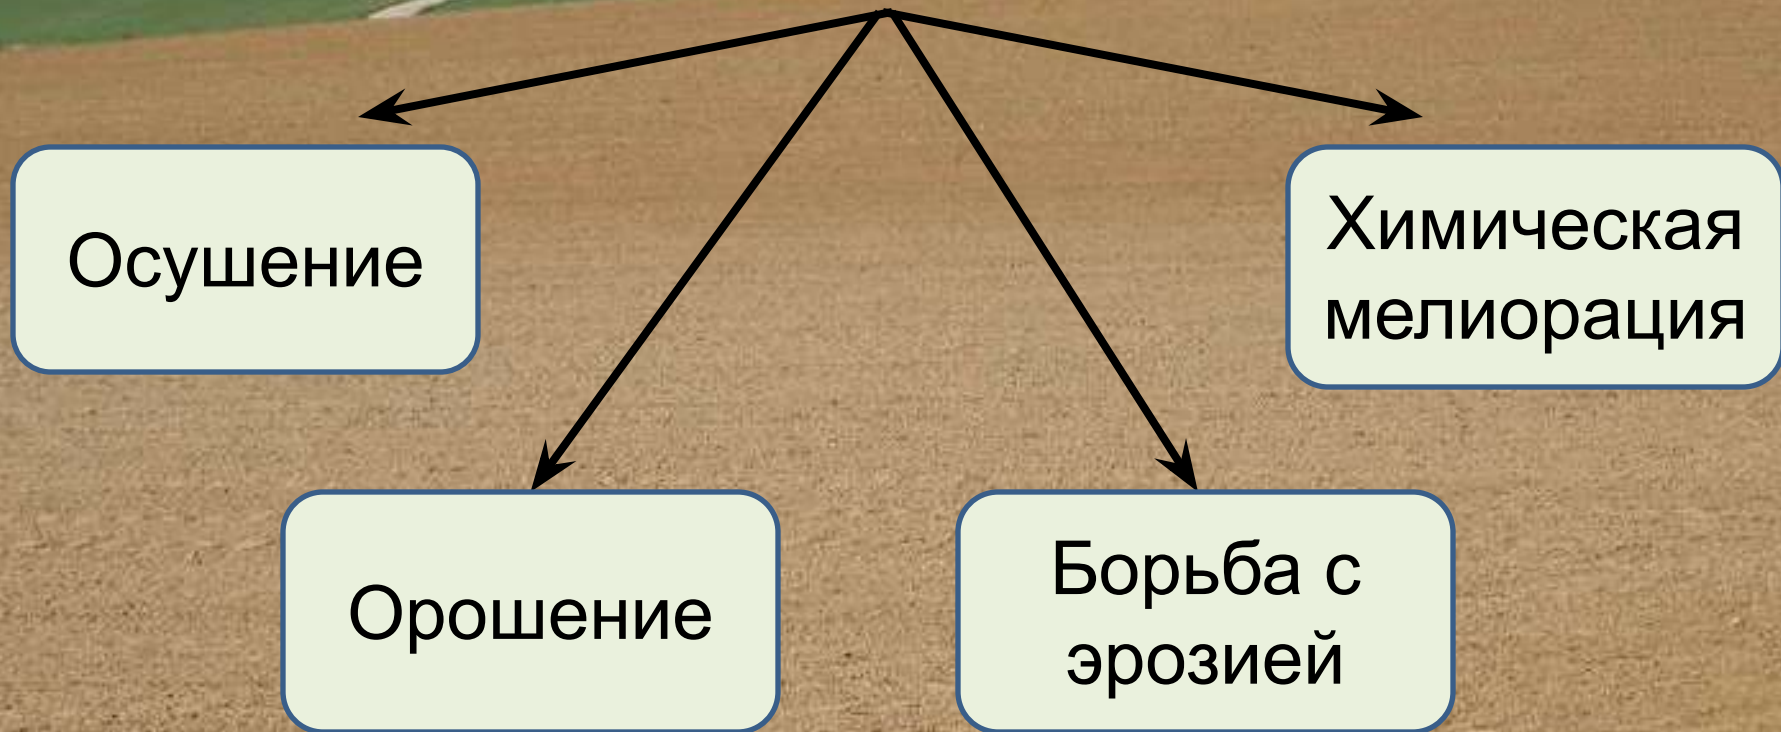 Осушение
Химическая
мелиорация
Орошение
Борьба с
эрозией